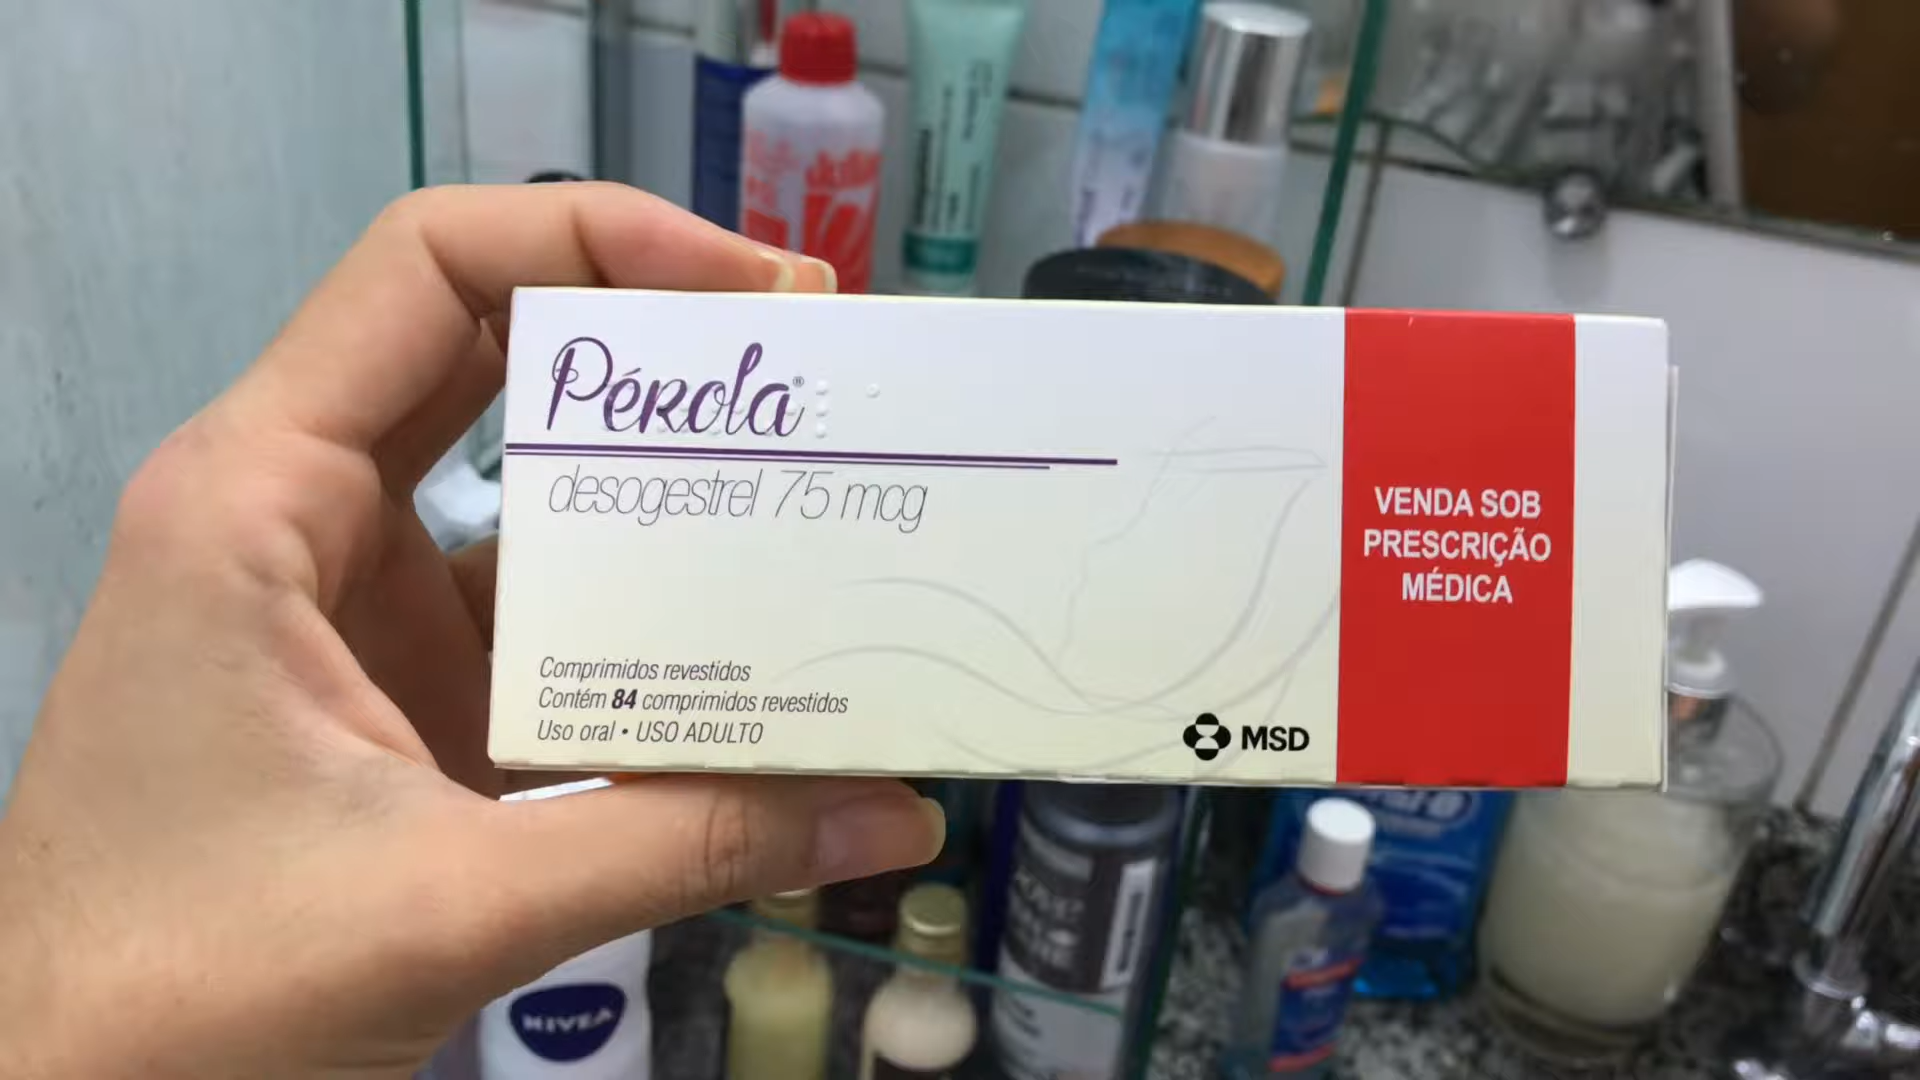 Pérola®
desogestrel 75 mcg
Comprimidos revestidos
Contém 84 comprimidos revestidos
Uso oral • USO ADULTO
MSD
VENDA SOB
PRESCRIÇÃO
MÉDICA
NIVEA